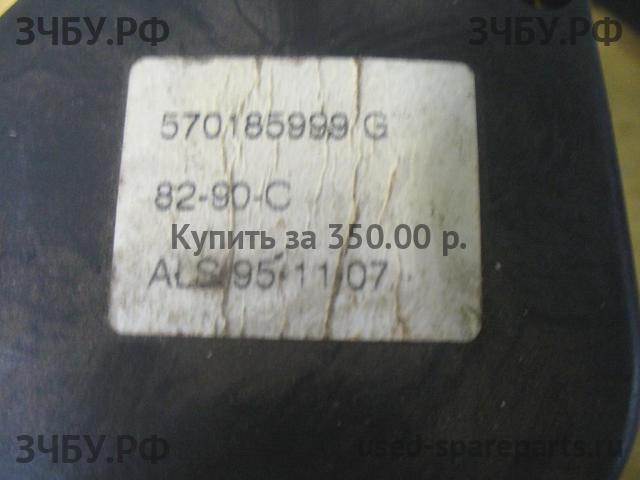 ЗЧБУ.РФ ЗЧБУ.РФ
570185999 G
82-90-C
Купить за 350.00 р.
ALS 95-11-07
ЗЧБУ.РФ used-spareparts.ru